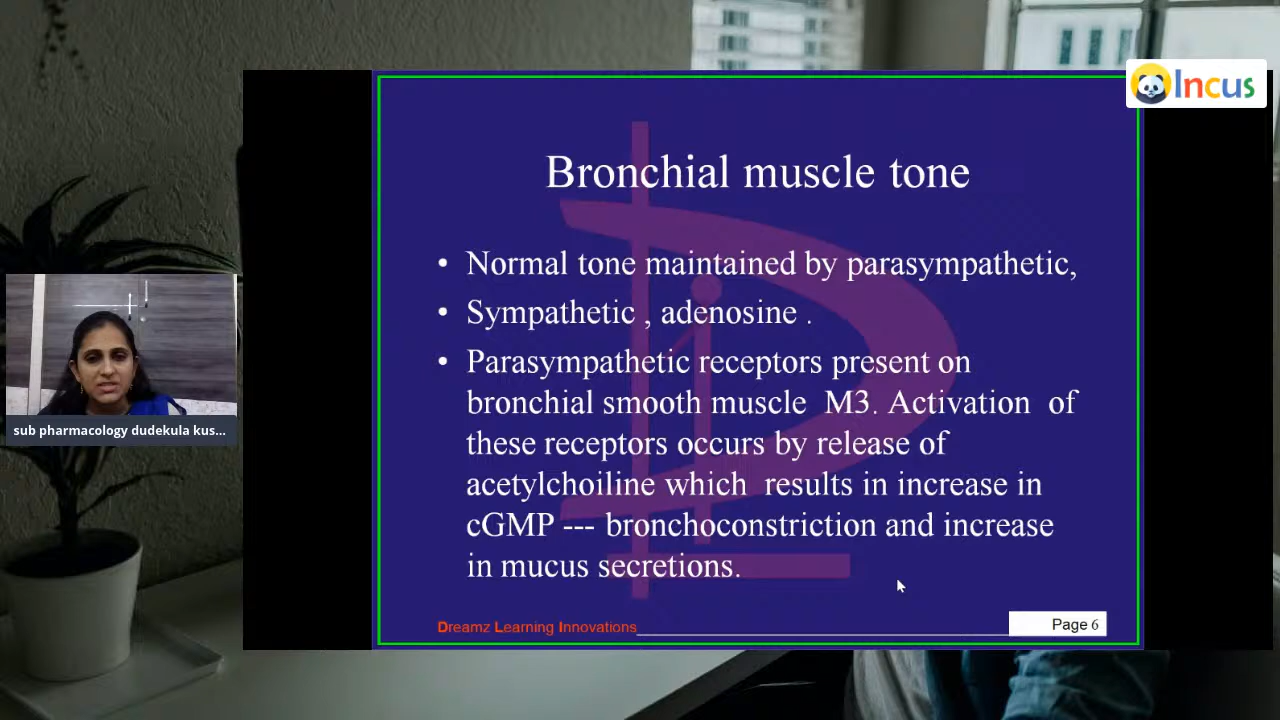 Incus
Bronchial muscle tone
• Normal tone maintained by parasympathetic,
• Sympathetic , adenosine .
• Parasympathetic receptors present on
bronchial smooth muscle M3. Activation of
these receptors occurs by release of
acetylchoiline which results in increase in
cGMP --- bronchoconstriction and increase
in mucus secretions.
sub pharmacology dudekula kus...
Dreamz Learning Innovations
Page 6